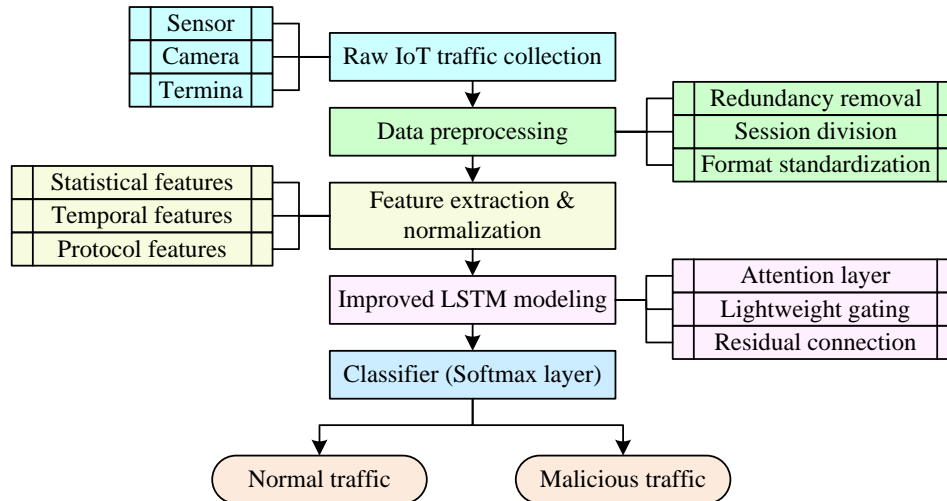 Sensor
Camera
Termina
Raw IoT traffic collection
Data preprocessing
Redundancy removal
Session division
Format standardization
Statistical features
Temporal features
Protocol features
Feature extraction &
normalization
Improved LSTM modeling
Attention layer
Lightweight gating
Residual connection
Classifier (Softmax layer)
Normal traffic
Malicious traffic